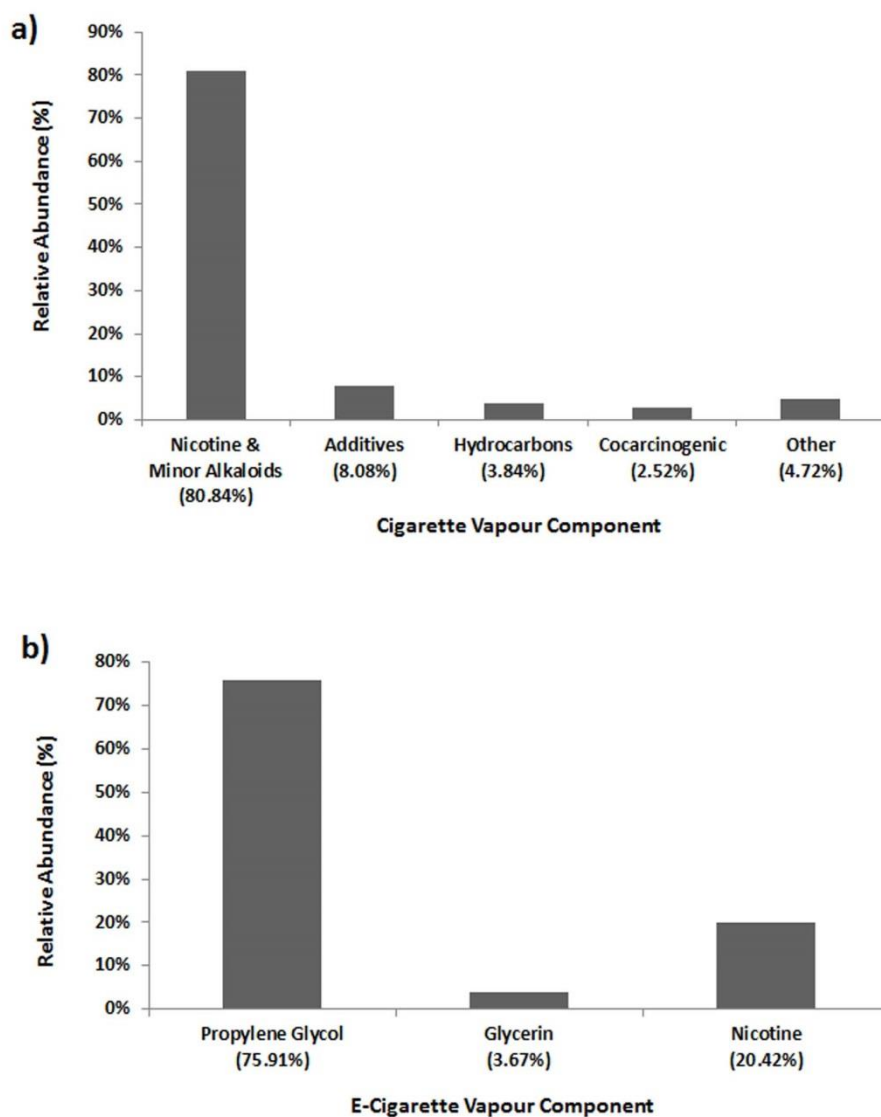 a)
Relative Abundance (%)
90%
80%
70%
60%
50%
40%
30%
20%
10%
0%
Nicotine & Additives Hydrocarbons Cocarcinogenic Other
Minor Alkaloids (8.08%) (3.84%) (2.52%) (4.72%)
(80.84%)
Cigarette Vapour Component
b)
Relative Abundance (%)
80%
70%
60%
50%
40%
30%
20%
10%
0%
Propylene Glycol Glycerin Nicotine
(75.91%) (3.67%) (20.42%)
E-Cigarette Vapour Component